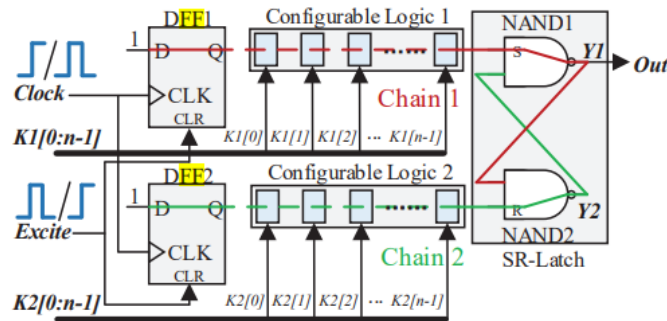 DFF1
Configurable Logic 1
NAND1
1
D
Q
S
Y1
Out
Clock
CLK
CLR
Chain 1
K1[0:n-1]
K1[0]
K1[1]
K1[2]
...
K1[n-1]
DFF2
Configurable Logic 2
1
D
Q
R
Y2
Excite
CLK
CLR
Chain 2
NAND2
SR-Latch
K2[0:n-1]
K2[0]
K2[1]
K2[2]
...
K2[n-1]